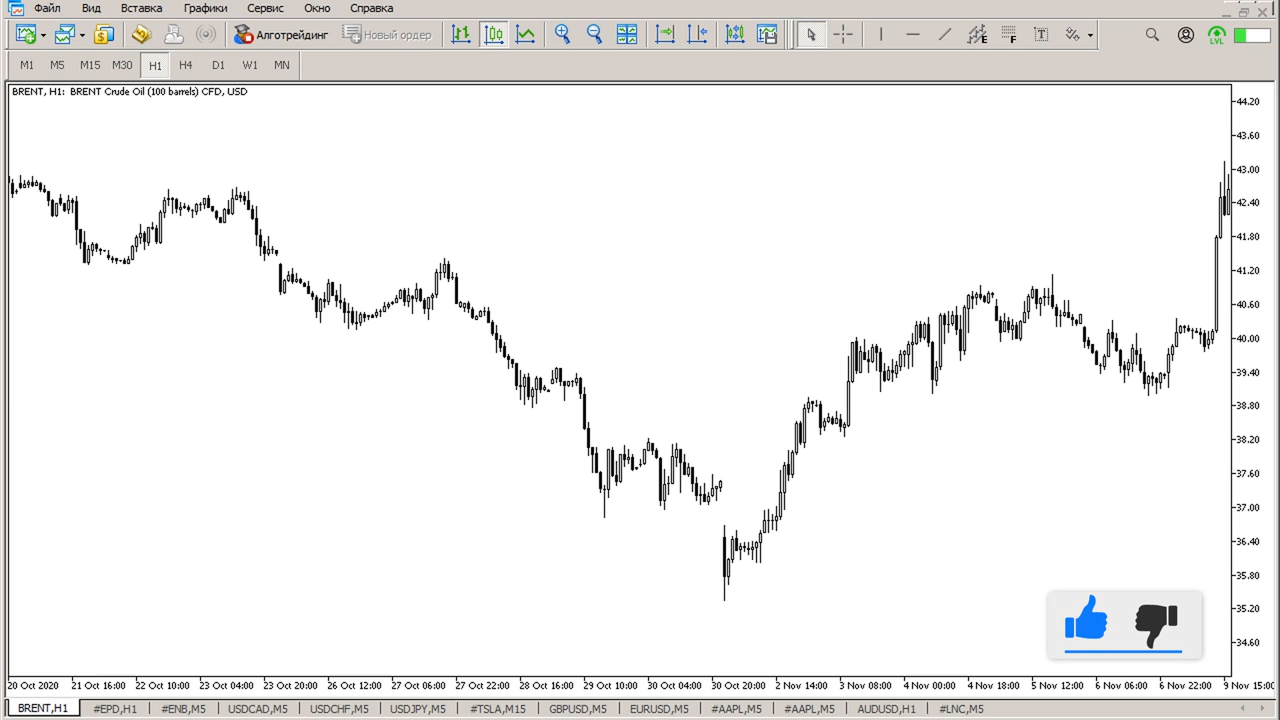 Файл Вид Вставка Графики Сервис Окно Справка
Алготрейдинг Новый ордер E F T LVL
M1 M5 M15 M30 H1 H4 D1 W1 MN
BRENT, H1: BRENT Crude Oil (100 barrels) CFD, USD
44.20
43.60
43.00
42.40
41.80
41.20
40.60
40.00
39.40
38.80
38.20
37.60
37.00
36.40
35.80
35.20
34.60
20 Oct 2020 21 Oct 16:00 22 Oct 10:00 23 Oct 04:00 23 Oct 20:00 26 Oct 12:00 27 Oct 06:00 27 Oct 22:00 28 Oct 16:00 29 Oct 10:00 30 Oct 04:00 30 Oct 20:00 2 Nov 14:00 3 Nov 08:00 4 Nov 00:00 4 Nov 18:00 5 Nov 12:00 6 Nov 06:00 6 Nov 22:00 9 Nov 15:00
BRENT,H1 #EPD,H1 #ENB,M5 USDCAD,M5 USDCHF,M5 USDJPY,M5 #TSLA,M15 GBPUSD,M5 EURUSD,M5 #AAPL,M5 #AAPL,M5 AUDUSD,H1 #LNC,M5